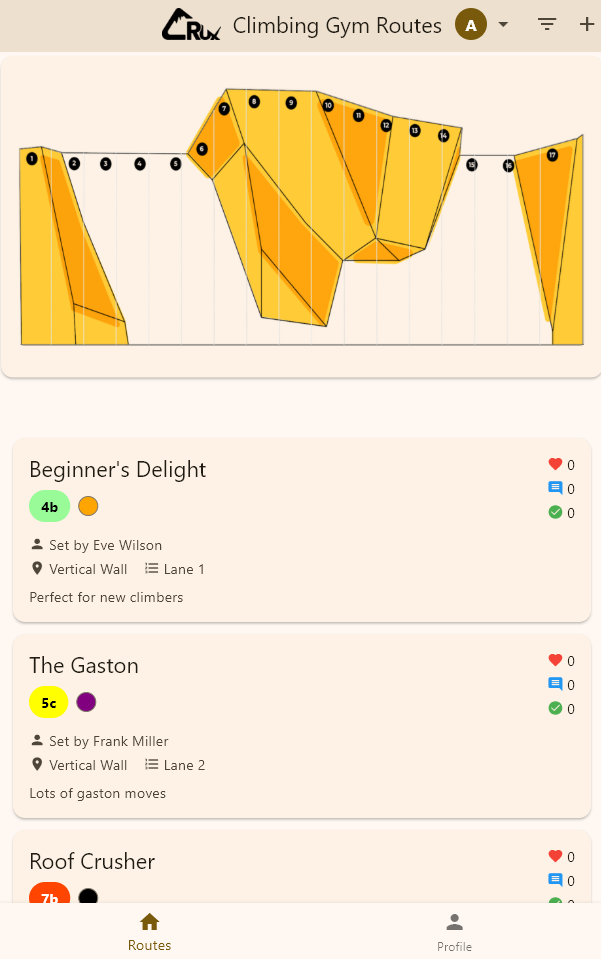 CRUX Climbing Gym Routes A
1 2 3 4 5 6 7 8 9 10 11 12 13 14 15 16 17
Beginner's Delight
0
4b
0
0
Set by Eve Wilson
Vertical Wall Lane 1
Perfect for new climbers
The Gaston
0
5c
0
0
Set by Frank Miller
Vertical Wall Lane 2
Lots of gaston moves
Roof Crusher
0
0
7b
0
Routes Profile